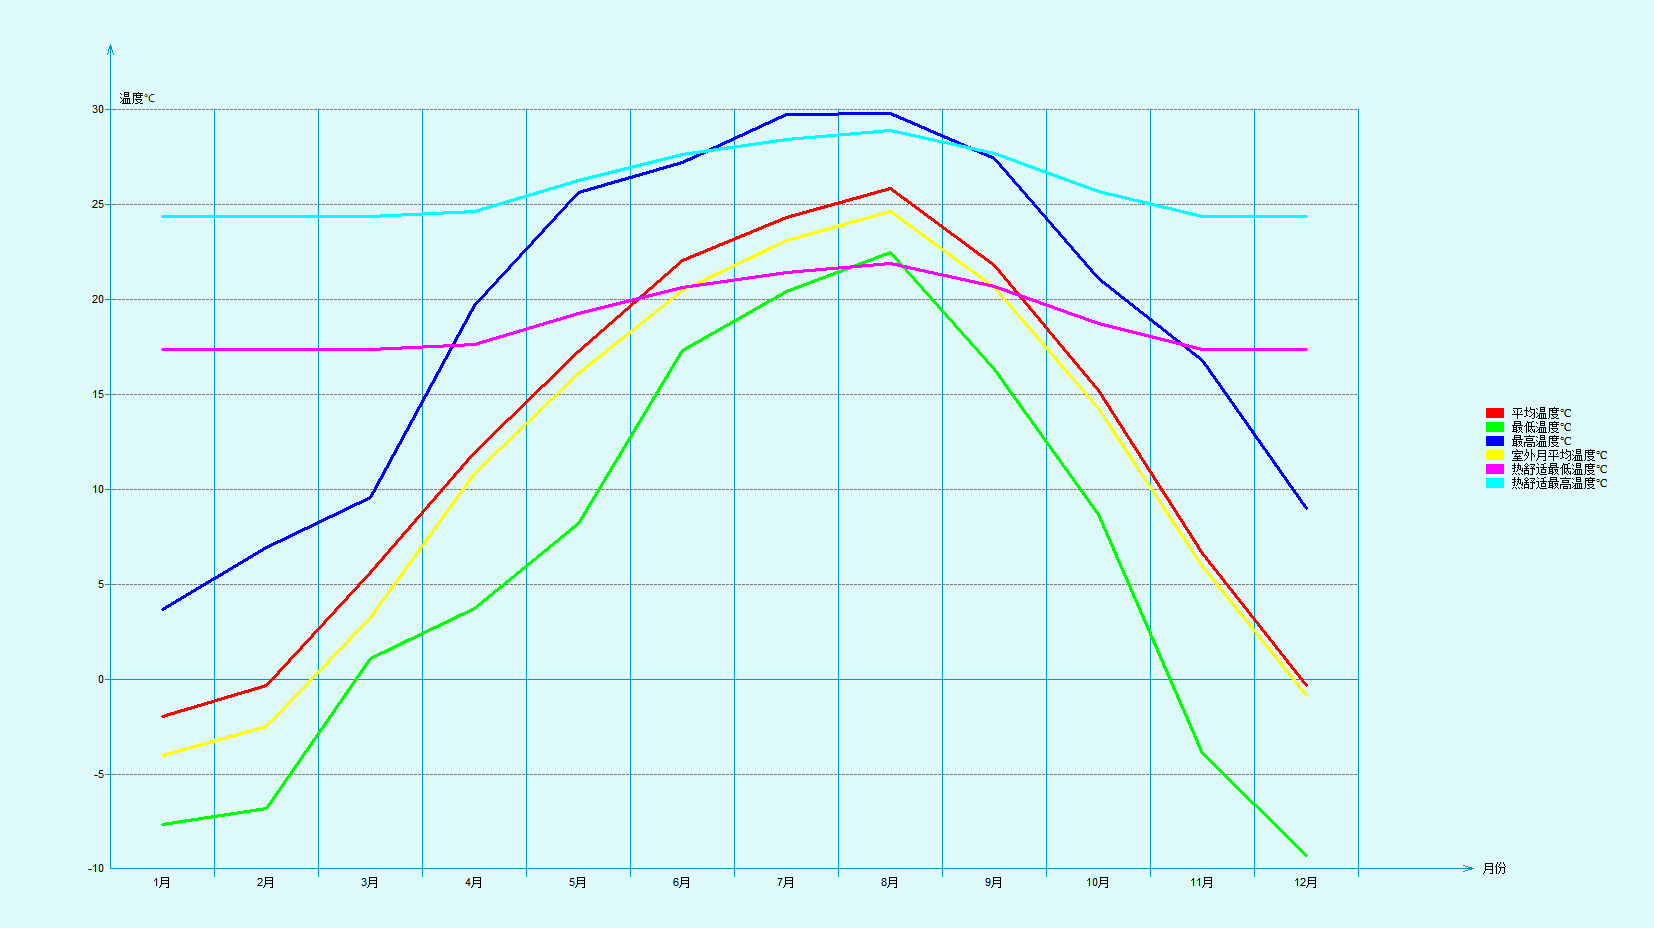 温度℃
30
25
20
15
10
5
0
-5
-10
1月 2月 3月 4月 5月 6月 7月 8月 9月 10月 11月 12月
月份
平均温度℃
最低温度℃
最高温度℃
室外月平均温度℃
热舒适最低温度℃
热舒适最高温度℃